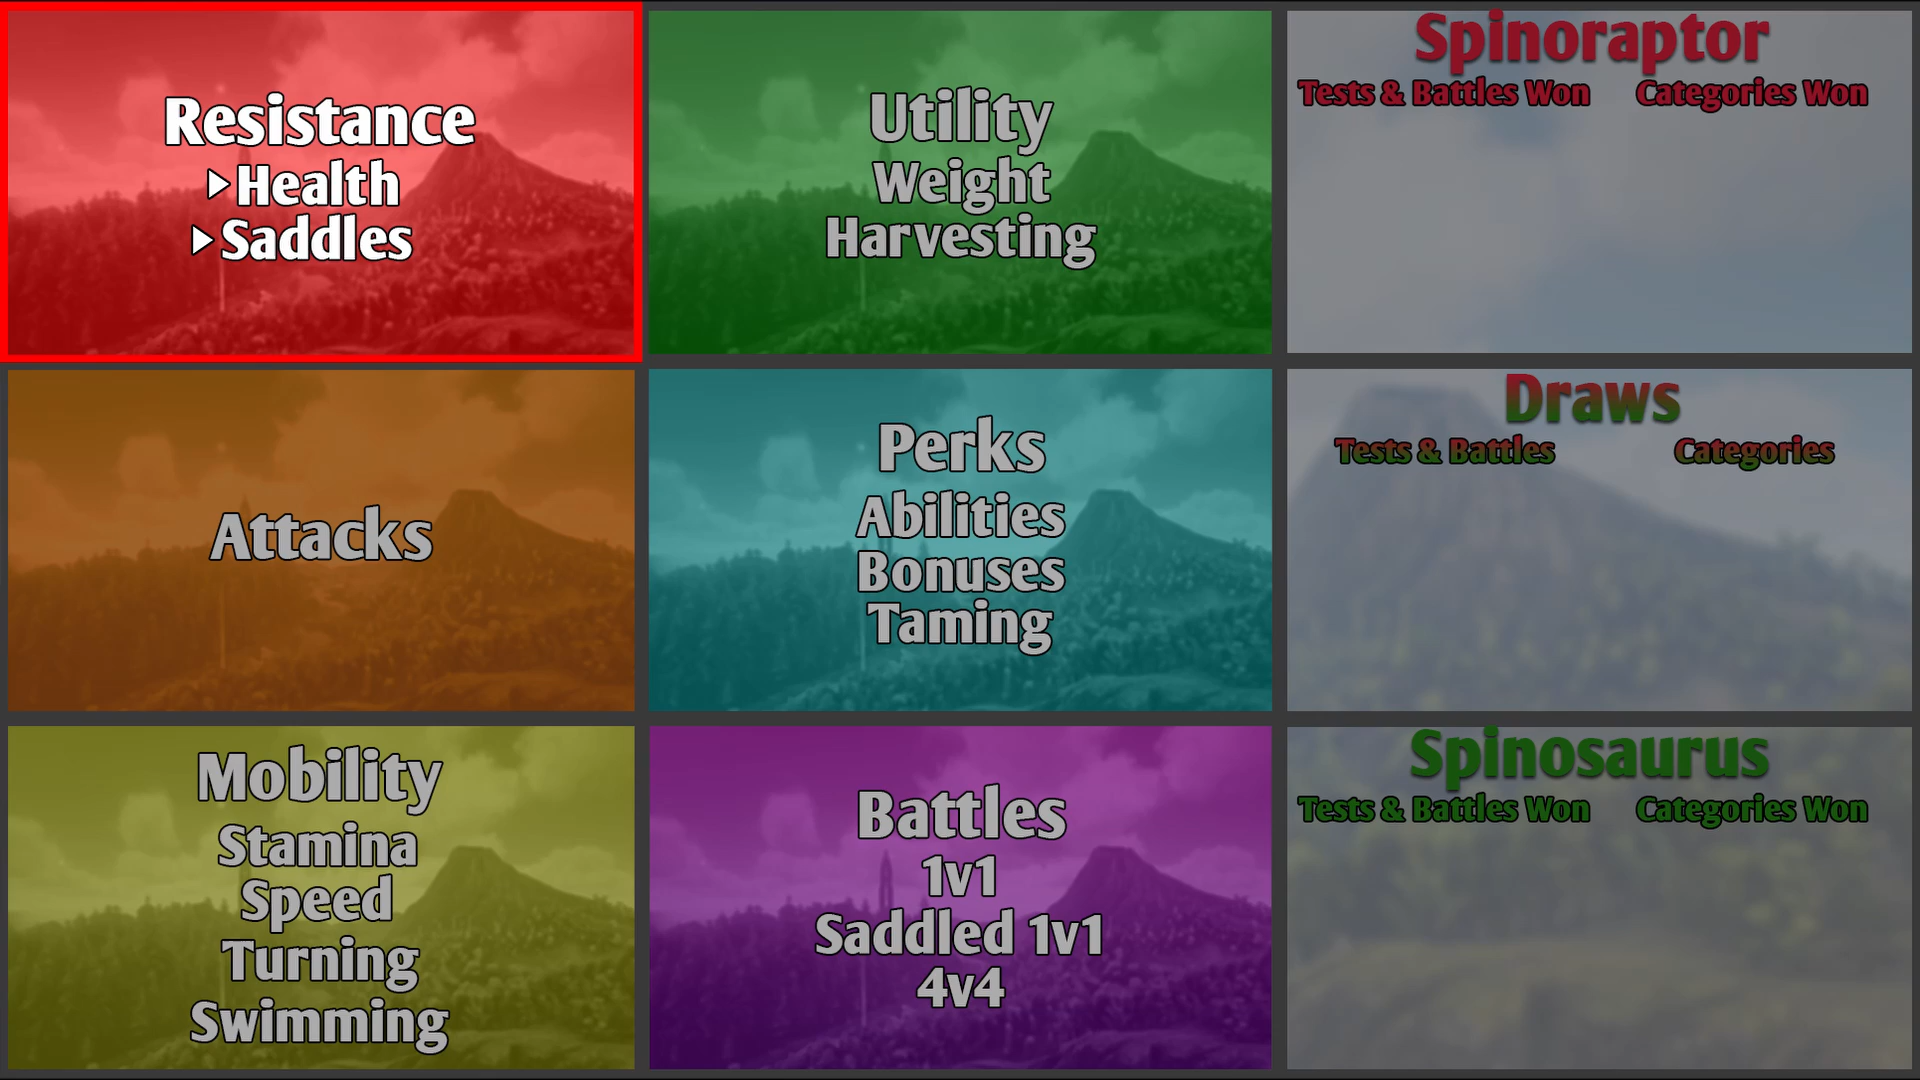 Resistance
Health
Saddles
Utility
Weight
Harvesting
Spinoraptor
Tests & Battles Won
Categories Won
Attacks
Perks
Abilities
Bonuses
Taming
Draws
Tests & Battles
Categories
Mobility
Stamina
Speed
Turning
Swimming
Battles
1v1
Saddled 1v1
4v4
Spinosaurus
Tests & Battles Won
Categories Won